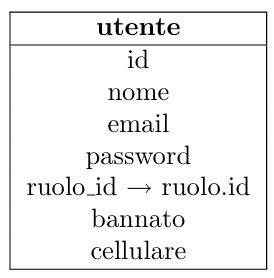 utente
id
nome
email
password
ruolo_id → ruolo.id
bannato
cellulare